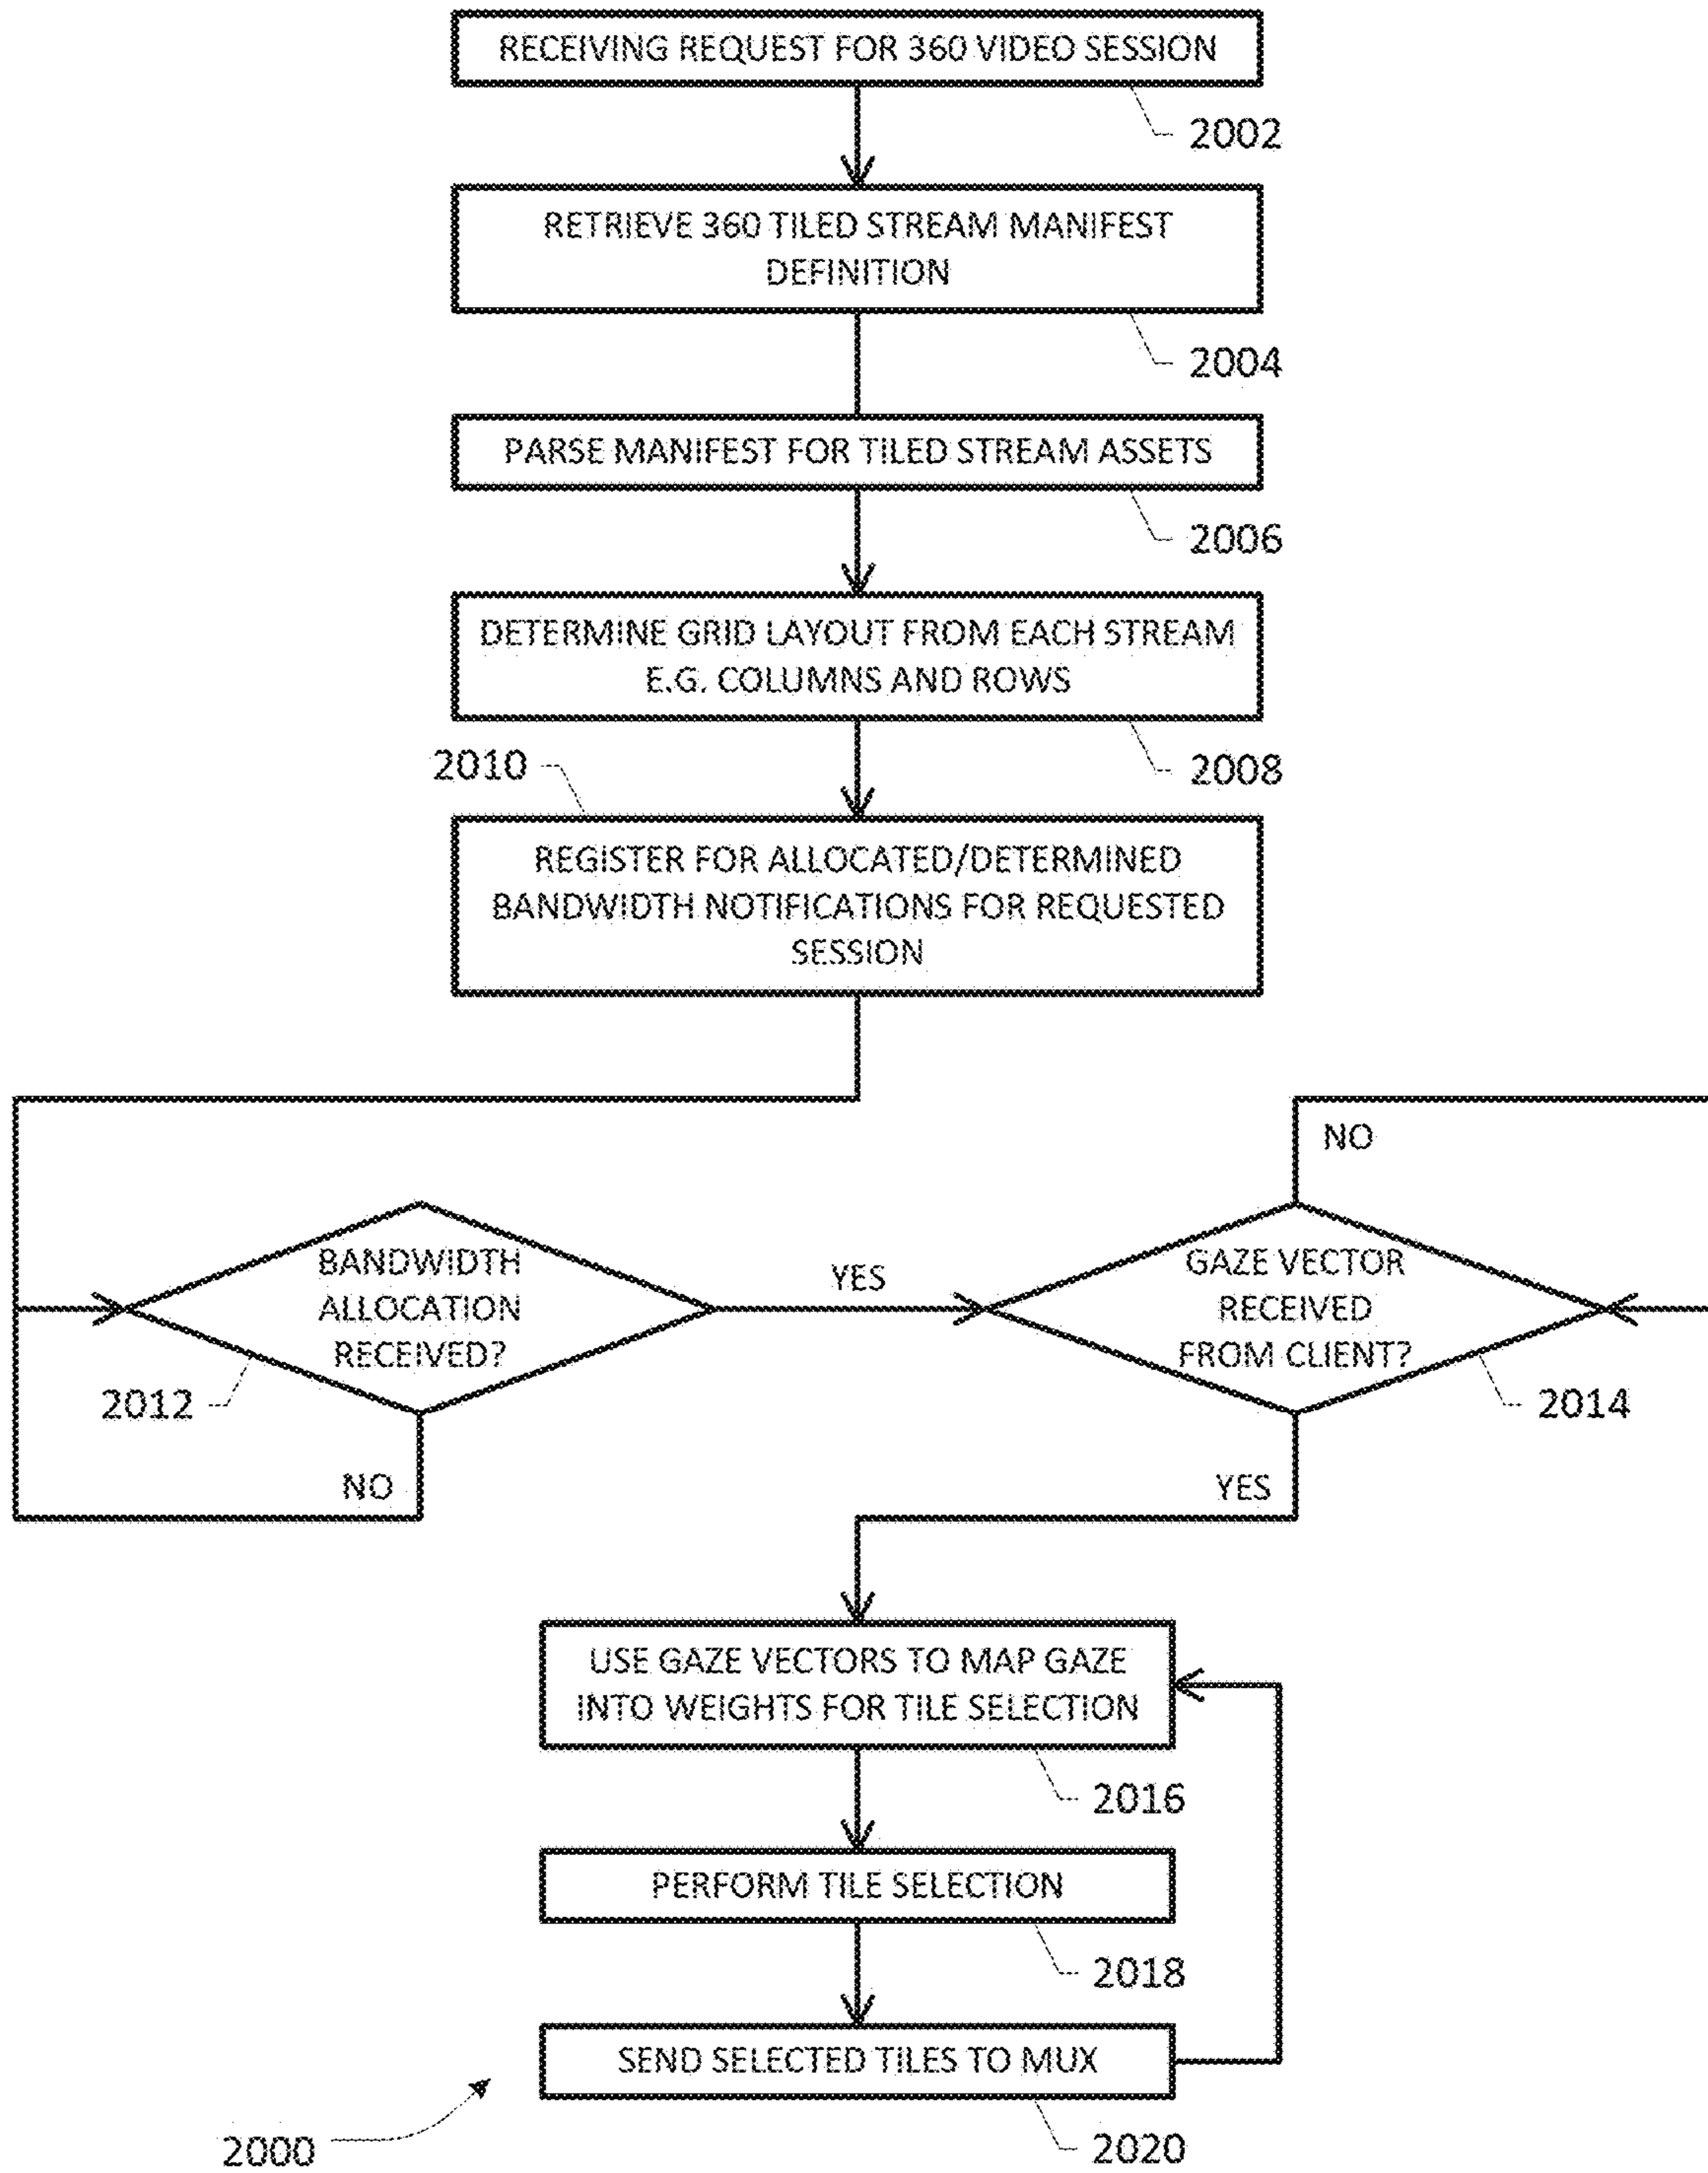 RECEIVING REQUEST FOR 360 VIDEO SESSION
2002
RETRIEVE 360 TILED STREAM MANIFEST
DEFINITION
2004
PARSE MANIFEST FOR TILED STREAM ASSETS
2006
DETERMINE GRID LAYOUT FROM EACH STREAM
E.G. COLUMNS AND ROWS
2008
2010
REGISTER FOR ALLOCATED/DETERMINED
BANDWIDTH NOTIFICATIONS FOR REQUESTED
SESSION
BANDWIDTH
ALLOCATION
RECEIVED?
2012
NO
YES
GAZE VECTOR
RECEIVED
FROM CLIENT?
2014
NO
YES
USE GAZE VECTORS TO MAP GAZE
INTO WEIGHTS FOR TILE SELECTION
2016
PERFORM TILE SELECTION
2018
SEND SELECTED TILES TO MUX
2020
2000